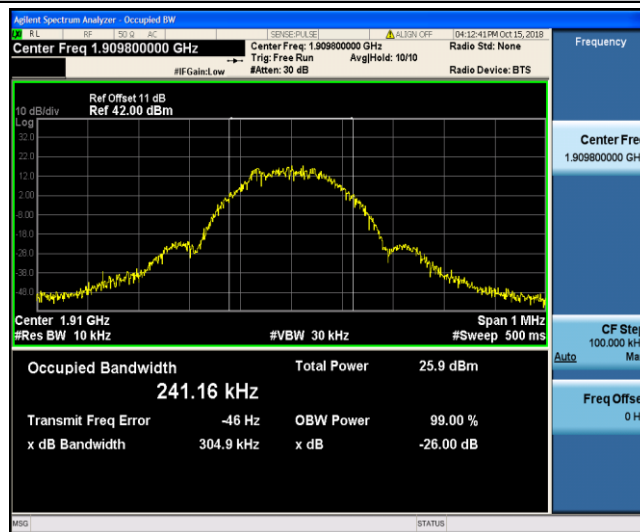 Agilent Spectrum Analyzer - Occupied BW
RL RF 50 Ω AC SENSE:PULSE ALIGN OFF 04:12:41PM Oct 15, 2018
Center Freq 1.909800000 GHz
Center Freq: 1.909800000 GHz
Radio Std: None
Trig: Free Run Avg|Hold: 10/10
#IFGain:Low #Atten: 30 dB Radio Device: BTS
Ref Offset 11 dB
10 dB/div Ref 42.00 dBm
Log
32.0
22.0
12.0
2.00
-8.00
-18.0
-28.0
-38.0
-48.0
Center 1.91 GHz Span 1 MHz
#Res BW 10 kHz #VBW 30 kHz #Sweep 500 ms
Occupied Bandwidth Total Power 25.9 dBm
241.16 kHz
Transmit Freq Error -46 Hz OBW Power 99.00 %
x dB Bandwidth 304.9 kHz x dB -26.00 dB
MSG STATUS
Frequency
Center Fre
1.909800000 GH
CF Ste
100.000 kH
Auto Ma
Freq Offse
0 H